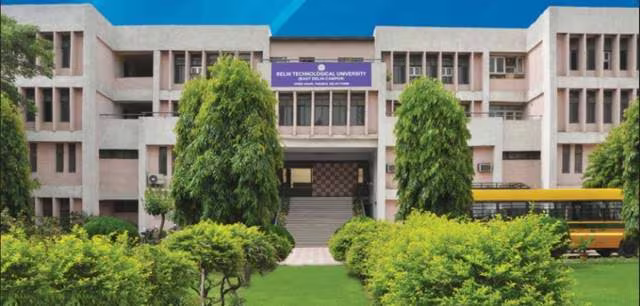 DELHI TECHNOLOGICAL UNIVERSITY
(EAST DELHI CAMPUS)